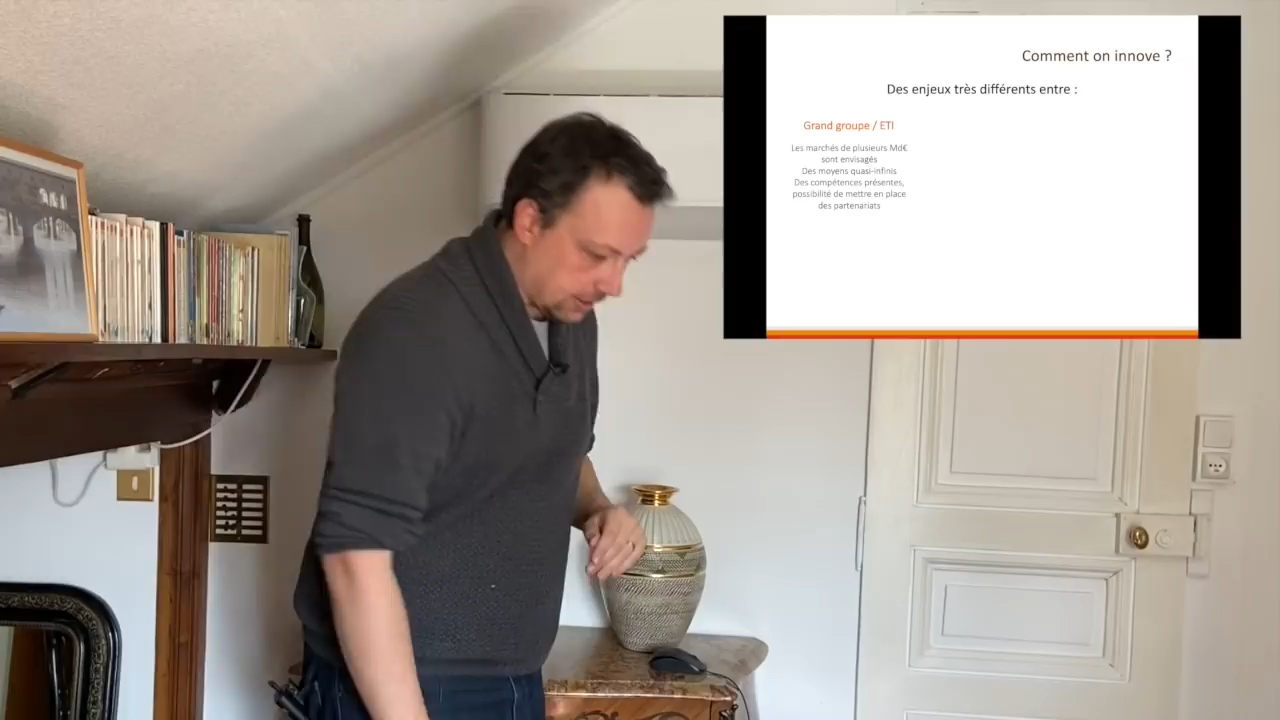 Comment on innove ?
Des enjeux très différents entre :
Grand groupe / ETI
Les marchés de plusieurs Md€
sont envisagés
Des moyens quasi-infinis
Des compétences présentes,
possibilité de mettre en place
des partenariats